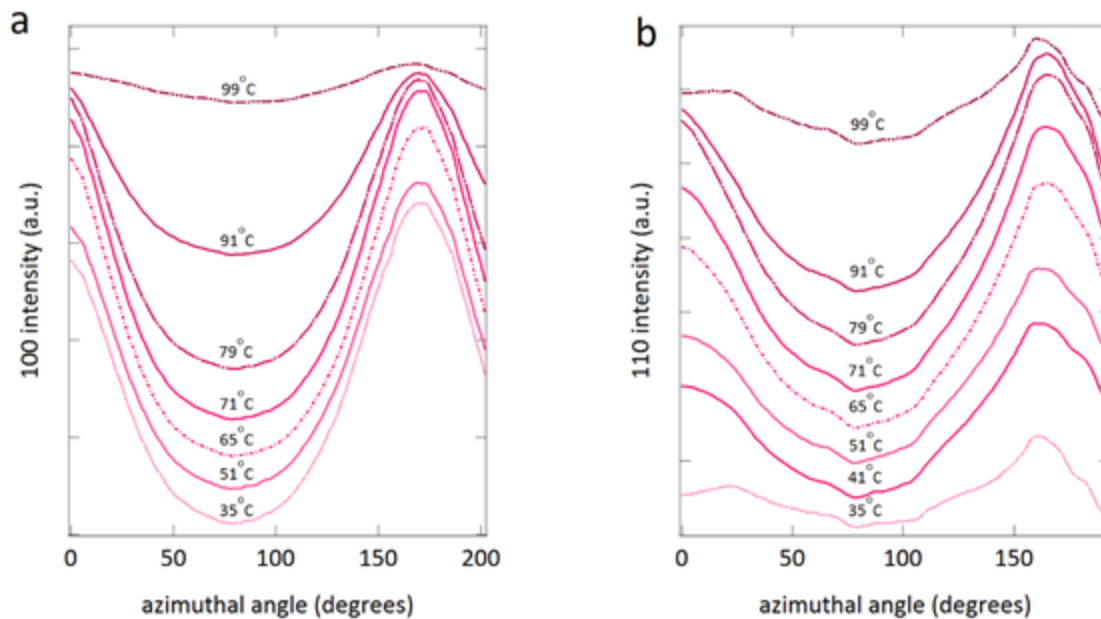 a
100 intensity (a.u.)
99°C
91°C
79°C
71°C
65°C
51°C
35°C
0 50 100 150 200
azimuthal angle (degrees)
b
110 intensity (a.u.)
99°C
91°C
79°C
71°C
65°C
51°C
41°C
35°C
0 50 100 150
azimuthal angle (degrees)